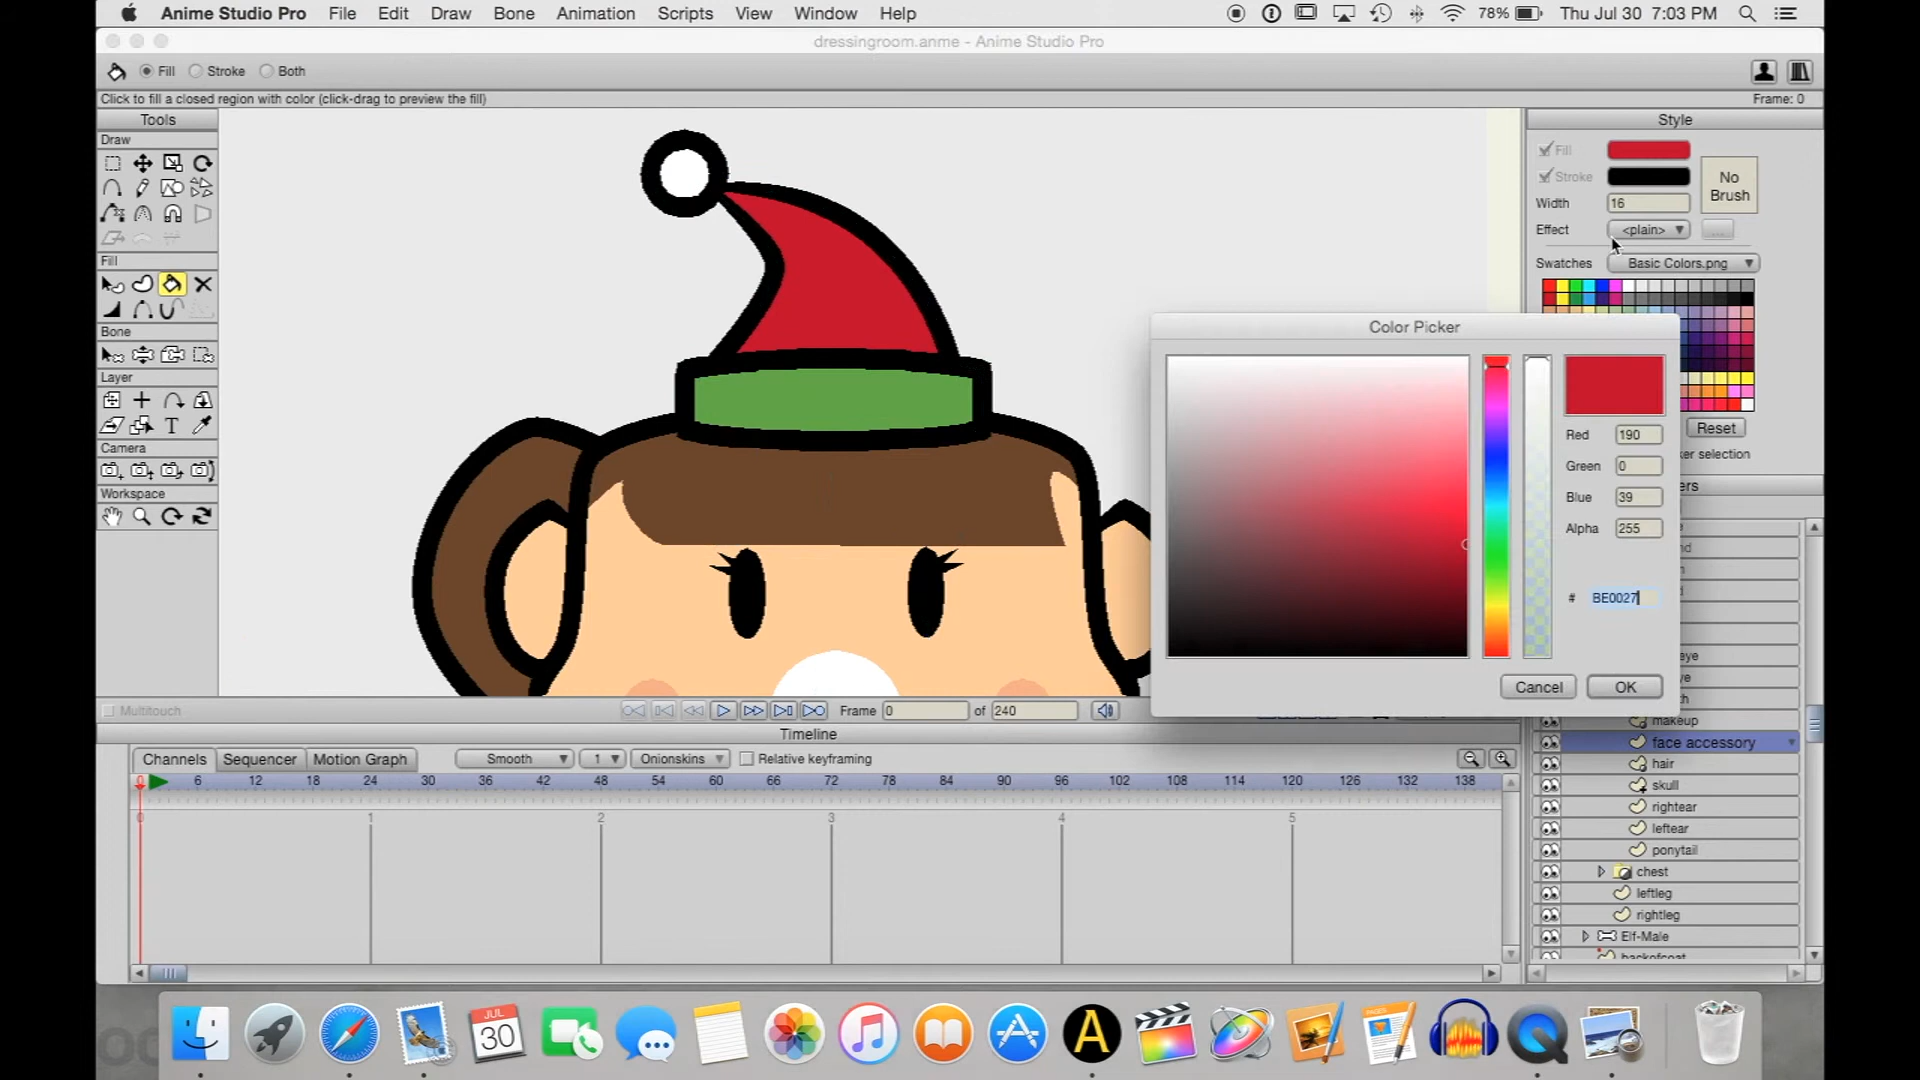 Anime Studio Pro File Edit Draw Bone Animation Scripts View Window Help 78% Thu Jul 30 7:03 PM
dressingroom.anme - Anime Studio Pro
Fill Stroke Both
Click to fill a closed region with color (click-drag to preview the fill) Frame: 0
Tools
Draw
Fill
Bone
Layer
T
Camera
Workspace
Style
Fill
Stroke
No
Brush
Width 16
Effect <plain>
Swatches Basic Colors.png
Reset
Color Picker
Red 190
Green 0
Blue 39
Alpha 255
# BE0027
Cancel OK
makeup
face accessory
hair
skull
rightear
leftear
ponytail
chest
leftleg
rightleg
Elf-Male
backofcoat
Multitouch
Frame 0 of 240
Timeline
Channels Sequencer Motion Graph Smooth 1 Onionskins Relative keyframing
0 6 12 18 24 30 36 42 48 54 60 66 72 78 84 90 96 102 108 114 120 126 132 138
0 1 2 3 4 5
JUL
30
PAGES